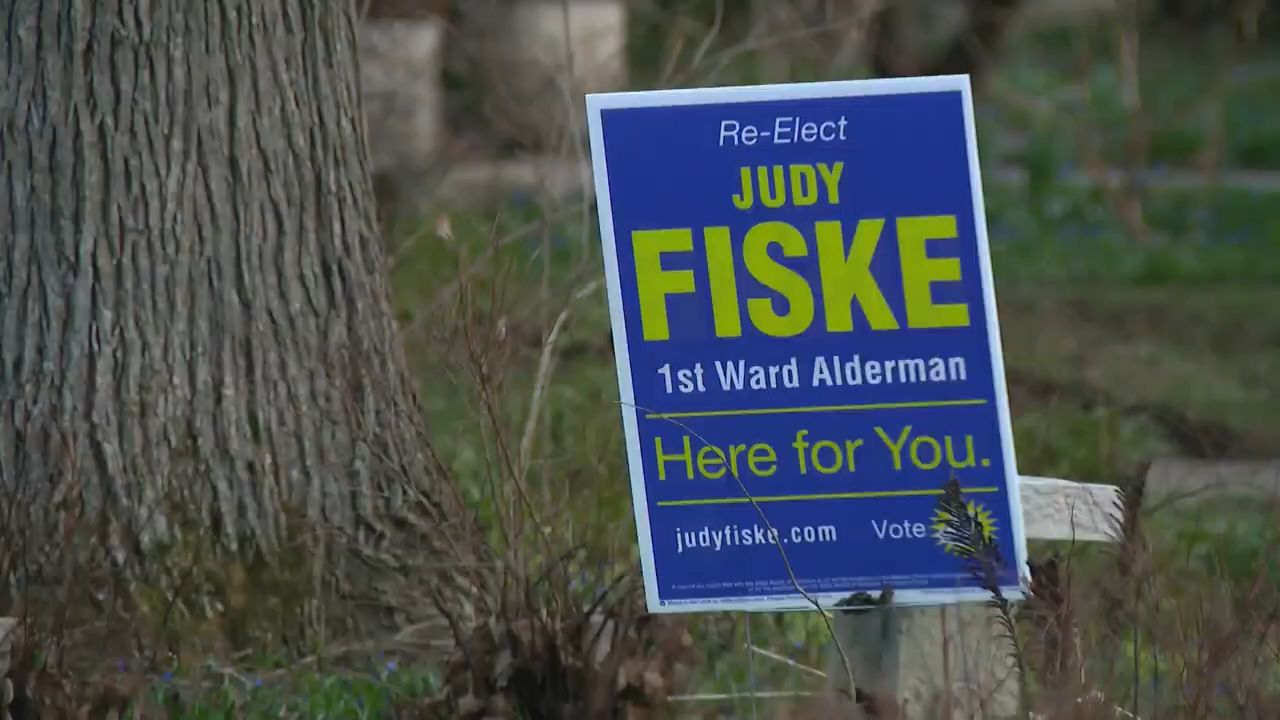 Re-Elect
JUDY
FISKE
1st Ward Alderman
Here for You.
judyfiske.com Vote